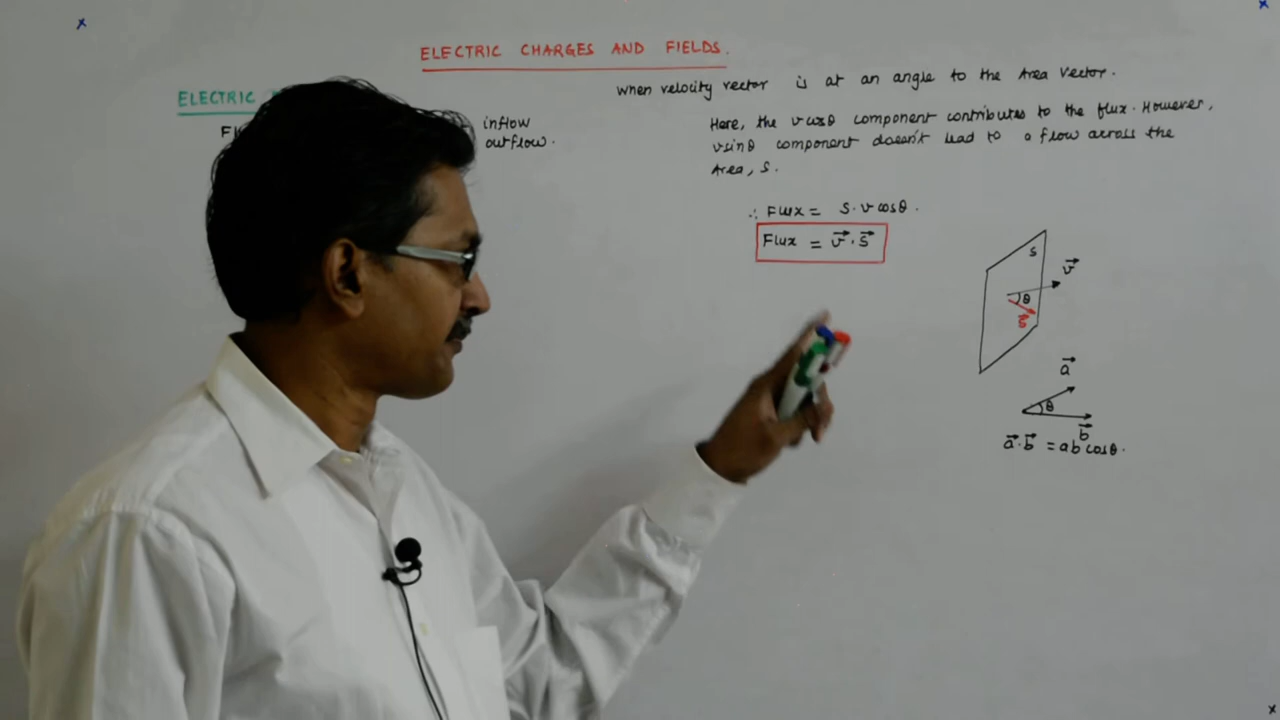 ELECTRIC CHARGES AND FIELDS.
ELECTRIC
inflow
outflow.
When velocity vector is at an angle to the Area Vector.
Here, the v cosθ component contributes to the flux. However,
vsinθ component doesn't lead to a flow across the
Area, S.
∴ Flux = S·v cosθ.
Flux = v⃗·s⃗
S
v⃗
θ
a⃗
θ
b⃗
a⃗·b⃗ = ab cosθ.